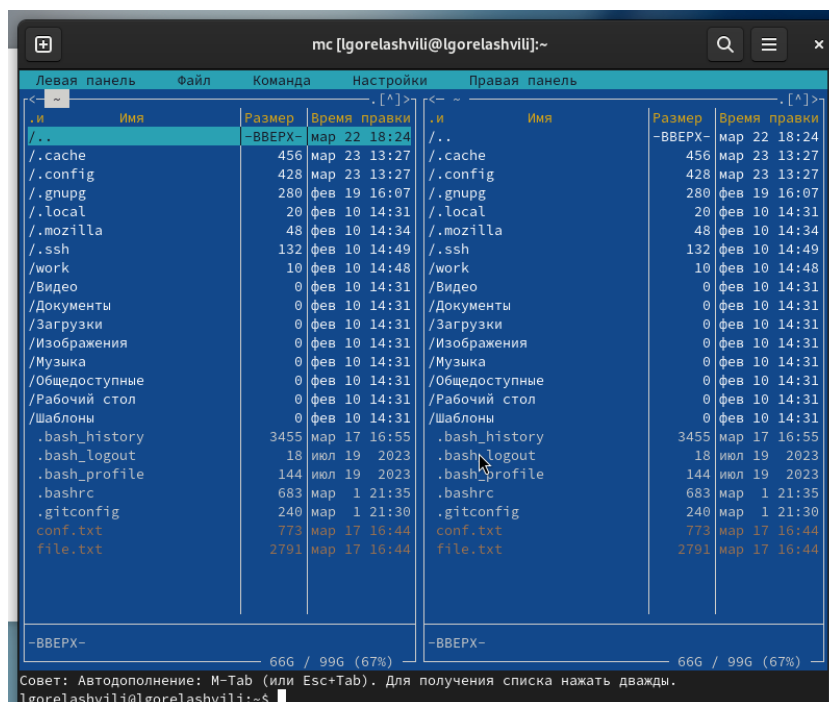 mc [lgorelashvili@lgorelashvili]:~
Левая панель Файл Команда Настройки Правая панель
<— ~ .[^]> <— ~ .[^]>
.и Имя Размер Время правки .и Имя Размер Время правки
/.. -ВВЕРХ- мар 22 18:24 /.. -ВВЕРХ- мар 22 18:24
/.cache 456 мар 23 13:27 /.cache 456 мар 23 13:27
/.config 428 мар 23 13:27 /.config 428 мар 23 13:27
/.gnupg 280 фев 19 16:07 /.gnupg 280 фев 19 16:07
/.local 20 фев 10 14:31 /.local 20 фев 10 14:31
/.mozilla 48 фев 10 14:34 /.mozilla 48 фев 10 14:34
/.ssh 132 фев 10 14:49 /.ssh 132 фев 10 14:49
/work 10 фев 10 14:48 /work 10 фев 10 14:48
/Видео 0 фев 10 14:31 /Видео 0 фев 10 14:31
/Документы 0 фев 10 14:31 /Документы 0 фев 10 14:31
/Загрузки 0 фев 10 14:31 /Загрузки 0 фев 10 14:31
/Изображения 0 фев 10 14:31 /Изображения 0 фев 10 14:31
/Музыка 0 фев 10 14:31 /Музыка 0 фев 10 14:31
/Общедоступные 0 фев 10 14:31 /Общедоступные 0 фев 10 14:31
/Рабочий стол 0 фев 10 14:31 /Рабочий стол 0 фев 10 14:31
/Шаблоны 0 фев 10 14:31 /Шаблоны 0 фев 10 14:31
.bash_history 3455 мар 17 16:55 .bash_history 3455 мар 17 16:55
.bash_logout 18 июл 19 2023 .bash_logout 18 июл 19 2023
.bash_profile 144 июл 19 2023 .bash_profile 144 июл 19 2023
.bashrc 683 мар 1 21:35 .bashrc 683 мар 1 21:35
.gitconfig 240 мар 1 21:30 .gitconfig 240 мар 1 21:30
conf.txt 773 мар 17 16:44 conf.txt 773 мар 17 16:44
file.txt 2791 мар 17 16:44 file.txt 2791 мар 17 16:44
-ВВЕРХ- -ВВЕРХ-
66G / 99G (67%) 66G / 99G (67%)
Совет: Автодополнение: M-Tab (или Esc+Tab). Для получения списка нажать дважды.
lgorelashvili@lgorelashvili:~$